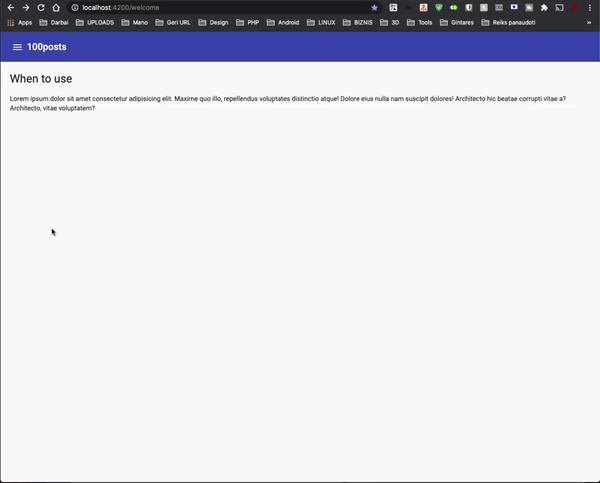 localhost:4200/welcome
Apps Darbai UPLOADS Mano Geri URL Design PHP Android LINUX BIZNIS 3D Tools Gintares Reiks panaudoti »
100posts
When to use
Lorem ipsum dolor sit amet consectetur adipisicing elit. Maxime quo illo, repellendus voluptates distinctio atque! Dolore eius nulla nam suscipit dolores! Architecto hic beatae corrupti vitae a?
Architecto, vitae voluptatem?